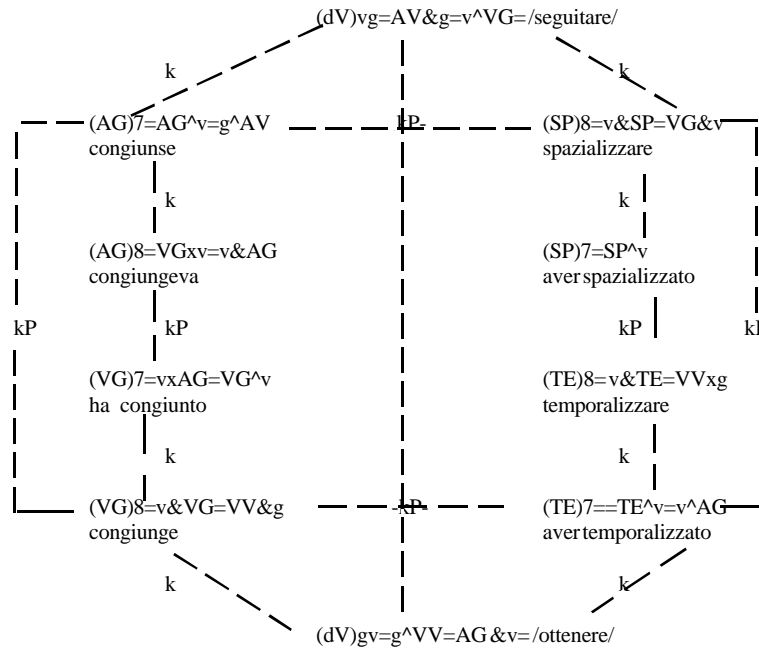 (dV)vg=AV&g=v^VG=/seguitare/
k k
(AG)7=AG^v=g^AV kP- (SP)8=v&SP=VG&v
congiunse spazializzare
k k
(AG)8=VGxv=v&AG (SP)7=SP^v
congiungeva aver spazializzato
kP kP kP
(VG)7=vxAG=VG^v (TE)8=v&TE=VVxg
ha congiunto temporalizzare
k k
(VG)8=v&VG=VV&g -kP- (TE)7==TE^v=v^AG
congiunge aver temporalizzato
k k
(dV)gv=g^VV=AG&v=/ottenere/